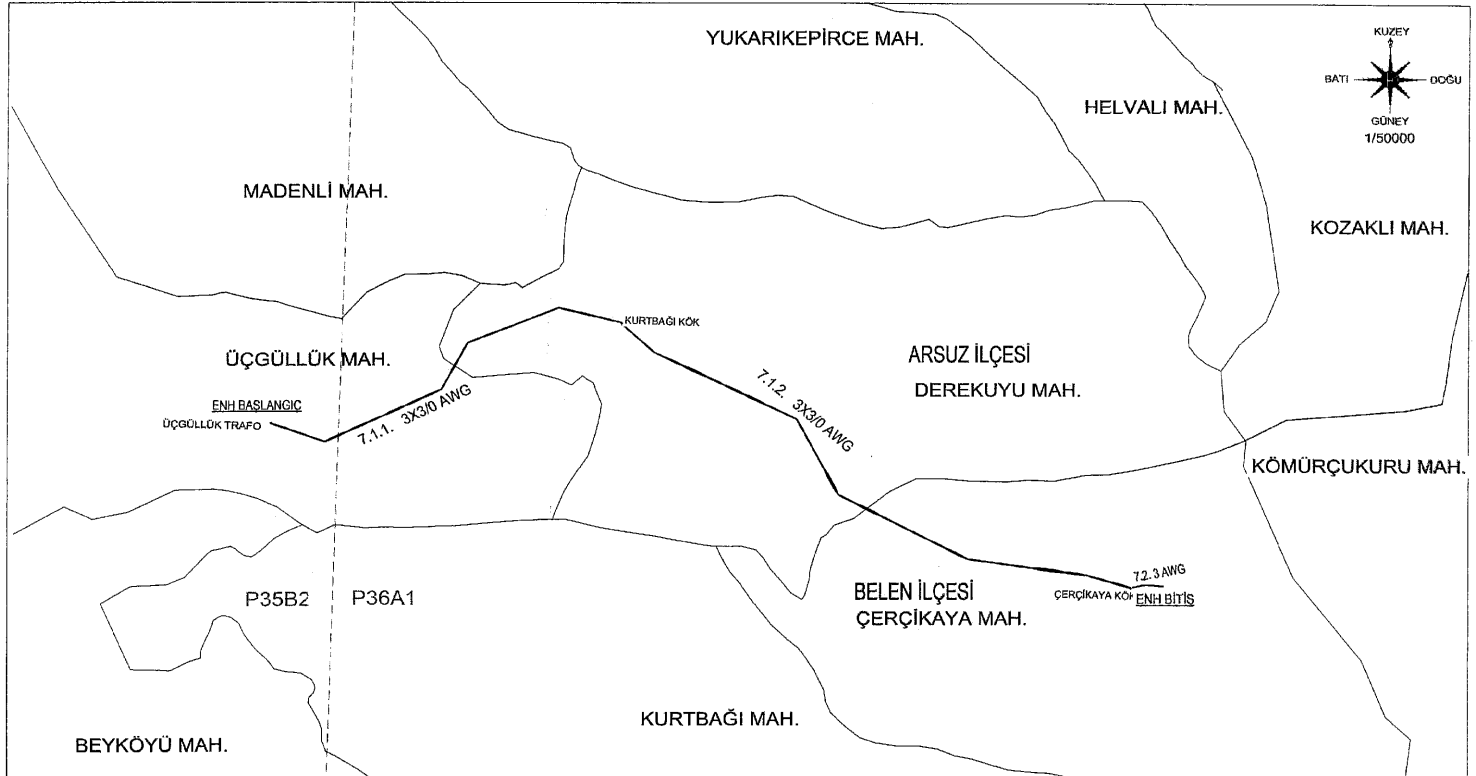 YUKARIKEPİRCE MAH.
KUZEY
BATI
DOĞU
GÜNEY
1/50000
HELVALI MAH.
MADENLİ MAH.
KOZAKLI MAH.
KURTBAĞI KÖK
ÜÇGÜLLÜK MAH.
ARSUZ İLÇESİ
DEREKUYU MAH.
ENH BAŞLANGIÇ
ÜÇGÜLLÜK TRAFO
7.1.1. 3X3/0 AWG
7.1.2. 3X3/0 AWG
KÖMÜRÇUKURU MAH.
P35B2
P36A1
BELEN İLÇESİ
ÇERÇİKAYA MAH.
7.2. 3 AWG
ÇERÇİKAYA KÖK
ENH BİTİŞ
KURTBAĞI MAH.
BEYKÖYÜ MAH.